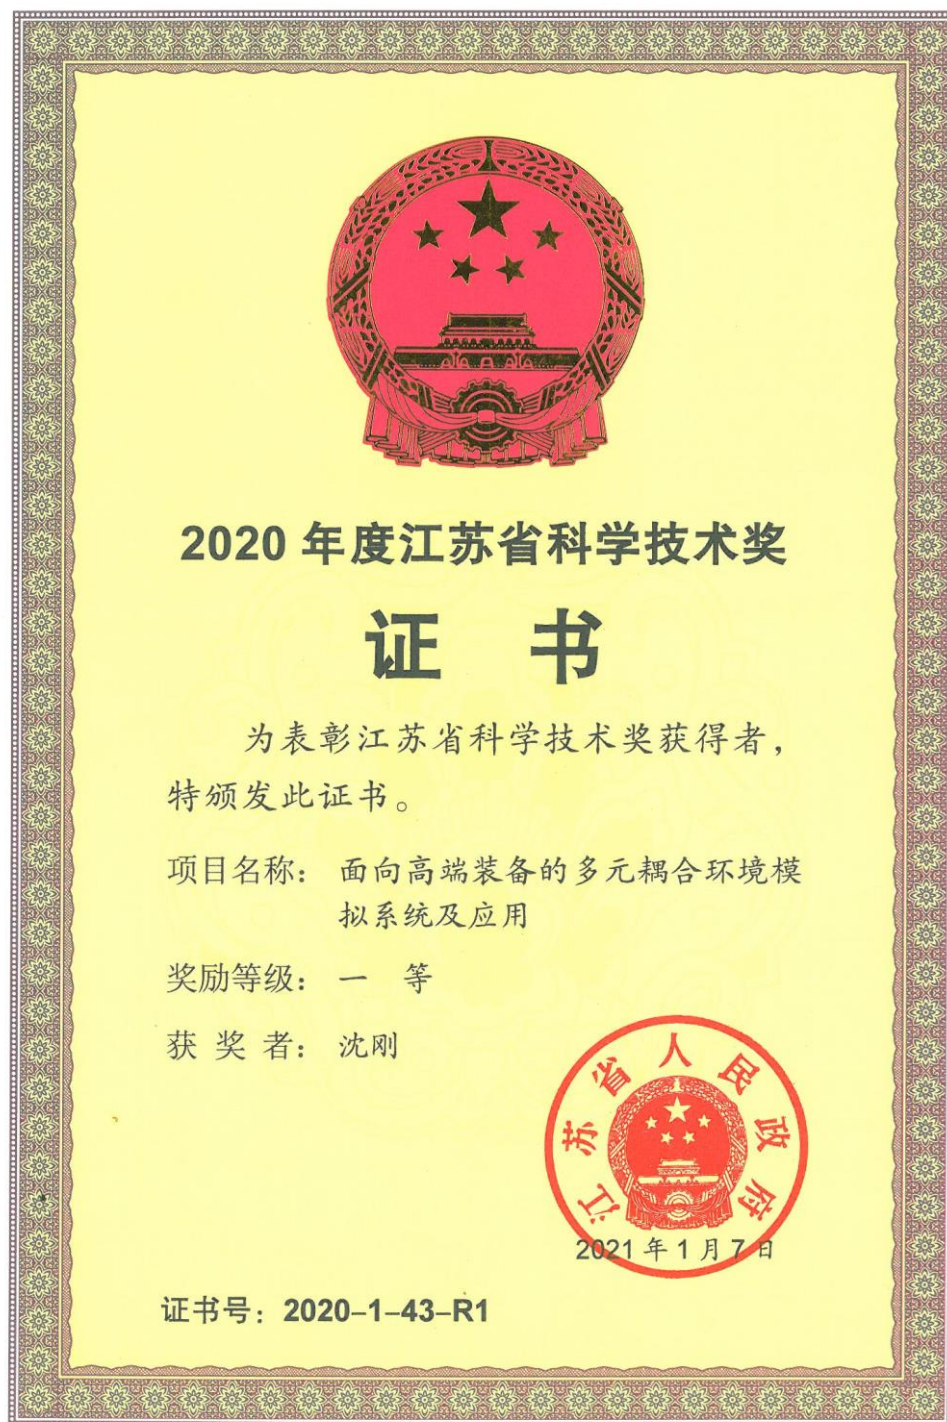 2020 年度江苏省科学技术奖
证 书
为表彰江苏省科学技术奖获得者，
特颁发此证书。
项目名称： 面向高端装备的多元耦合环境模
拟系统及应用
奖励等级： 一 等
获 奖 者： 沈刚
江苏省人民政府
2021 年 1 月 7 日
证书号：2020–1–43–R1